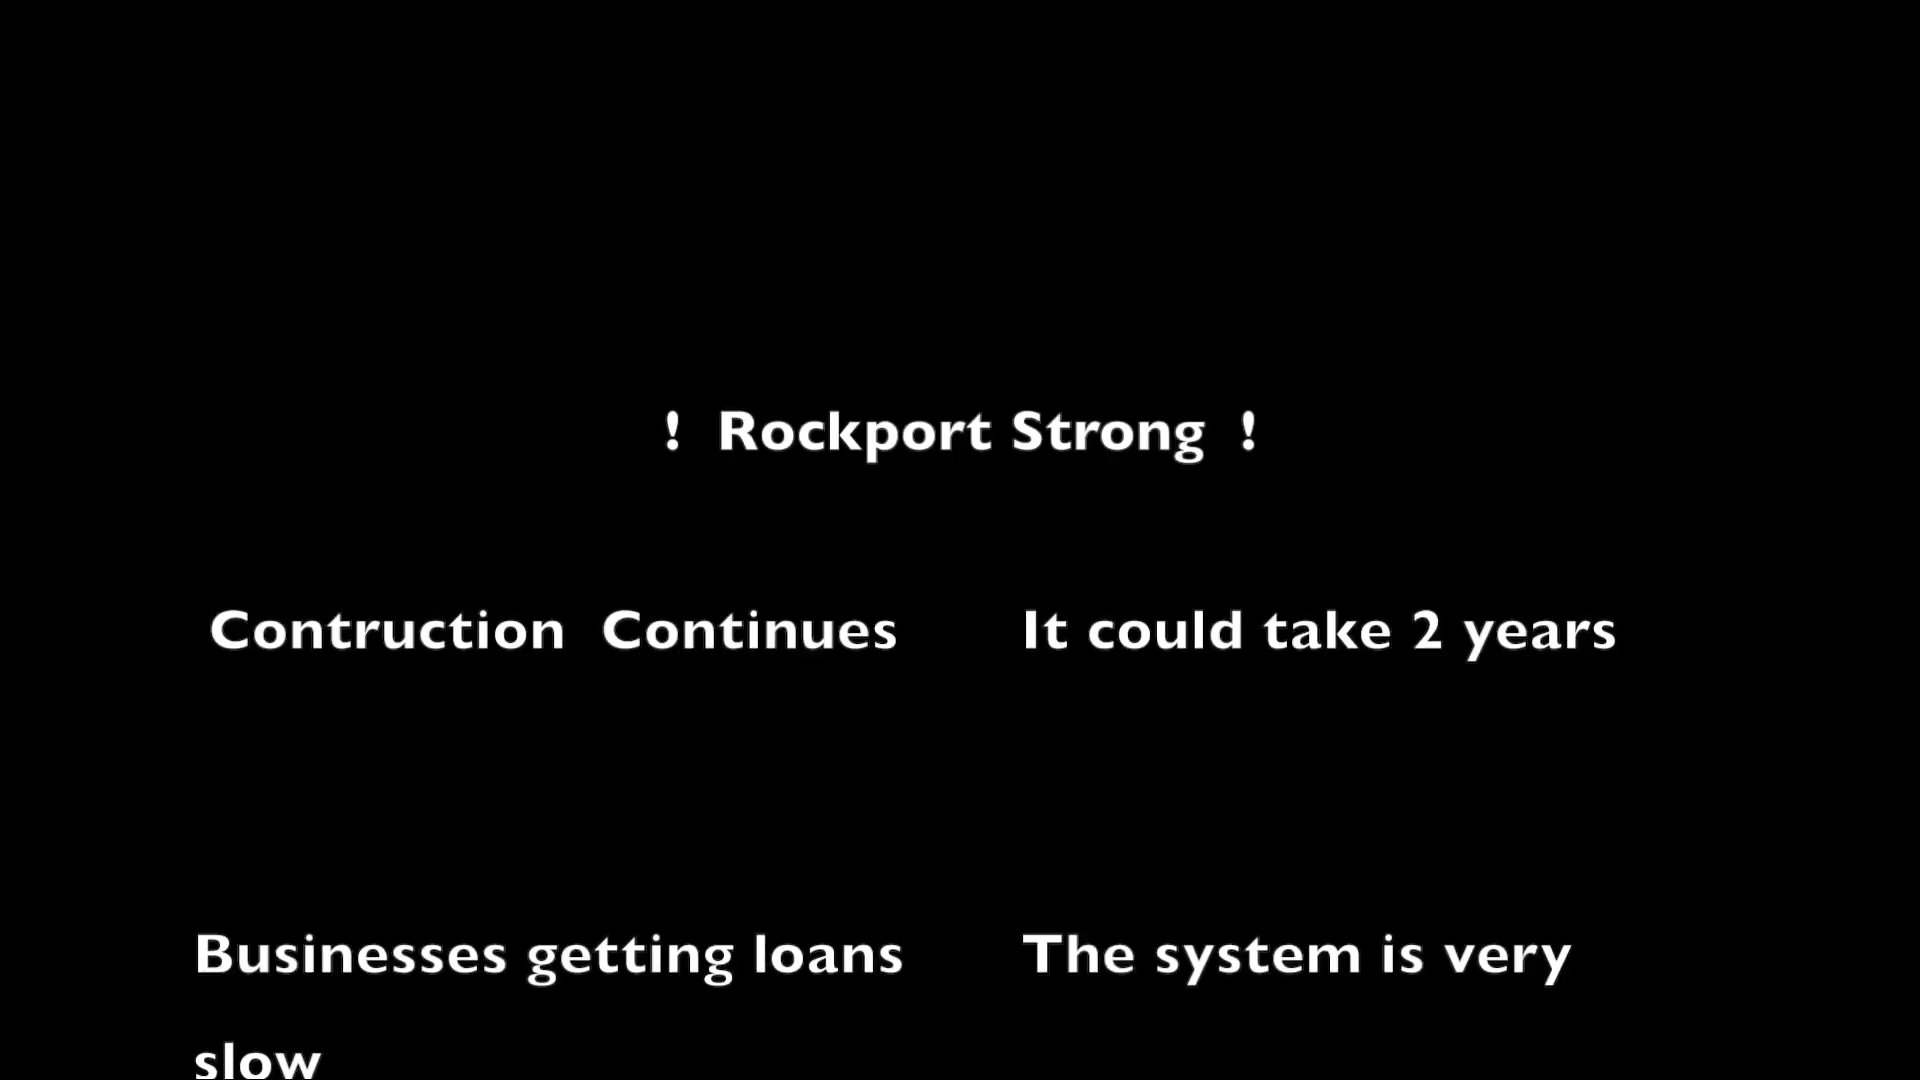 ! Rockport Strong !
Contruction Continues It could take 2 years
Businesses getting loans The system is very
slow